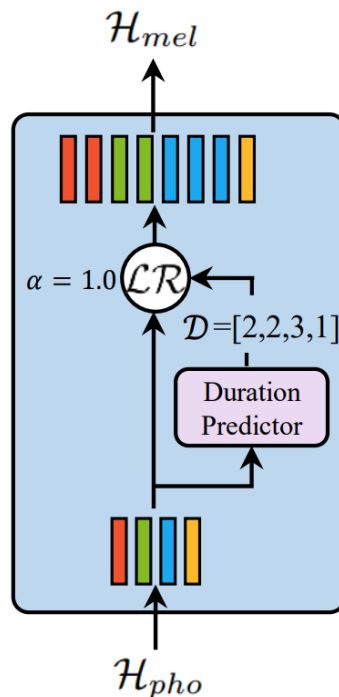 ℋ_mel
α = 1.0 ℒℛ
𝒟=[2,2,3,1]
Duration
Predictor
ℋ_pho